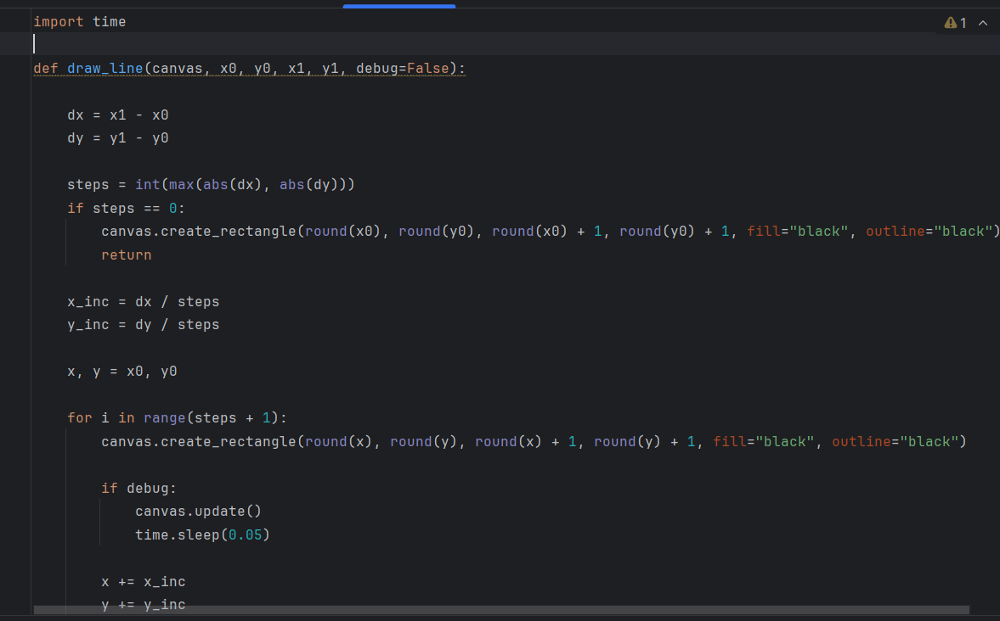 import time
1
def draw_line(canvas, x0, y0, x1, y1, debug=False):
dx = x1 - x0
dy = y1 - y0
steps = int(max(abs(dx), abs(dy)))
if steps == 0:
canvas.create_rectangle(round(x0), round(y0), round(x0) + 1, round(y0) + 1, fill="black", outline="black")
return
x_inc = dx / steps
y_inc = dy / steps
x, y = x0, y0
for i in range(steps + 1):
canvas.create_rectangle(round(x), round(y), round(x) + 1, round(y) + 1, fill="black", outline="black")
if debug:
canvas.update()
time.sleep(0.05)
x += x_inc
y += y_inc